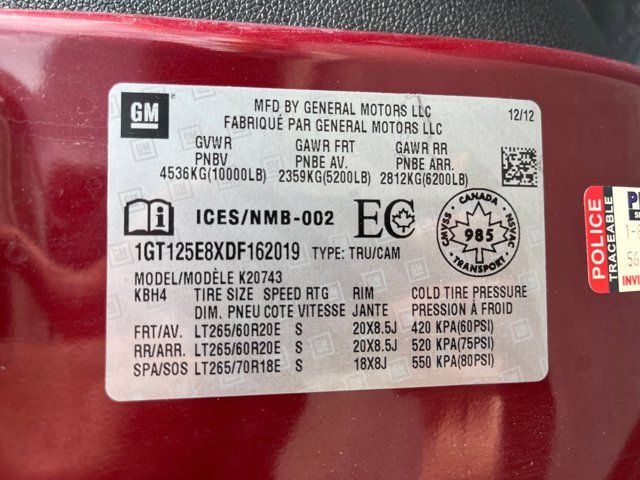 GM
MFD BY GENERAL MOTORS LLC
FABRIQUÉ PAR GENERAL MOTORS LLC
12/12
GVWR GAWR FRT GAWR RR
PNBV PNBE AV. PNBE ARR.
4536KG(10000LB) 2359KG(5200LB) 2812KG(6200LB)
ICES/NMB-002 EC
CANADA
CMVSS 985 NSVAC
TRANSPORT
1GT125E8XDF162019 TYPE: TRU/CAM
MODEL/MODÈLE K20743
KBH4 TIRE SIZE SPEED RTG RIM COLD TIRE PRESSURE
DIM. PNEU COTE VITESSE JANTE PRESSION À FROID
FRT/AV. LT265/60R20E S 20X8.5J 420 KPA(60PSI)
RR/ARR. LT265/60R20E S 20X8.5J 520 KPA(75PSI)
SPA/SOS LT265/70R18E S 18X8J 550 KPA(80PSI)
POLICE
TRACEABLE